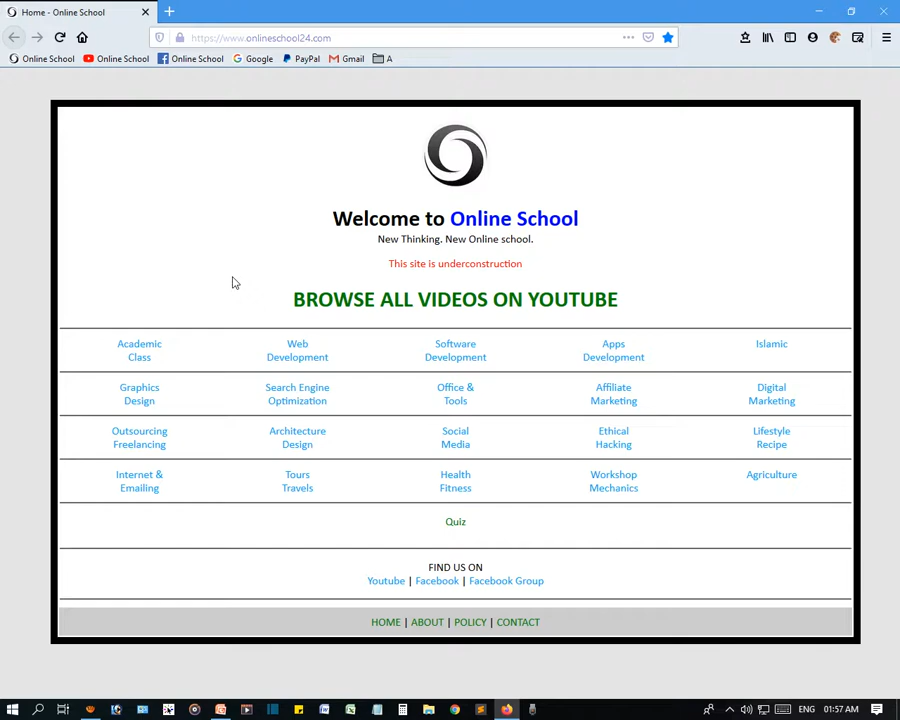 Home - Online School
https://www.onlineschool24.com
Online School
Online School
Online School
Google
PayPal
Gmail
A
Welcome to Online School
New Thinking. New Online school.
This site is underconstruction
BROWSE ALL VIDEOS ON YOUTUBE
Academic
Class
Web
Development
Software
Development
Apps
Development
Islamic
Graphics
Design
Search Engine
Optimization
Office &
Tools
Affiliate
Marketing
Digital
Marketing
Outsourcing
Freelancing
Architecture
Design
Social
Media
Ethical
Hacking
Lifestyle
Recipe
Internet &
Emailing
Tours
Travels
Health
Fitness
Workshop
Mechanics
Agriculture
Quiz
FIND US ON
Youtube | Facebook | Facebook Group
HOME | ABOUT | POLICY | CONTACT
ENG
01:57 AM